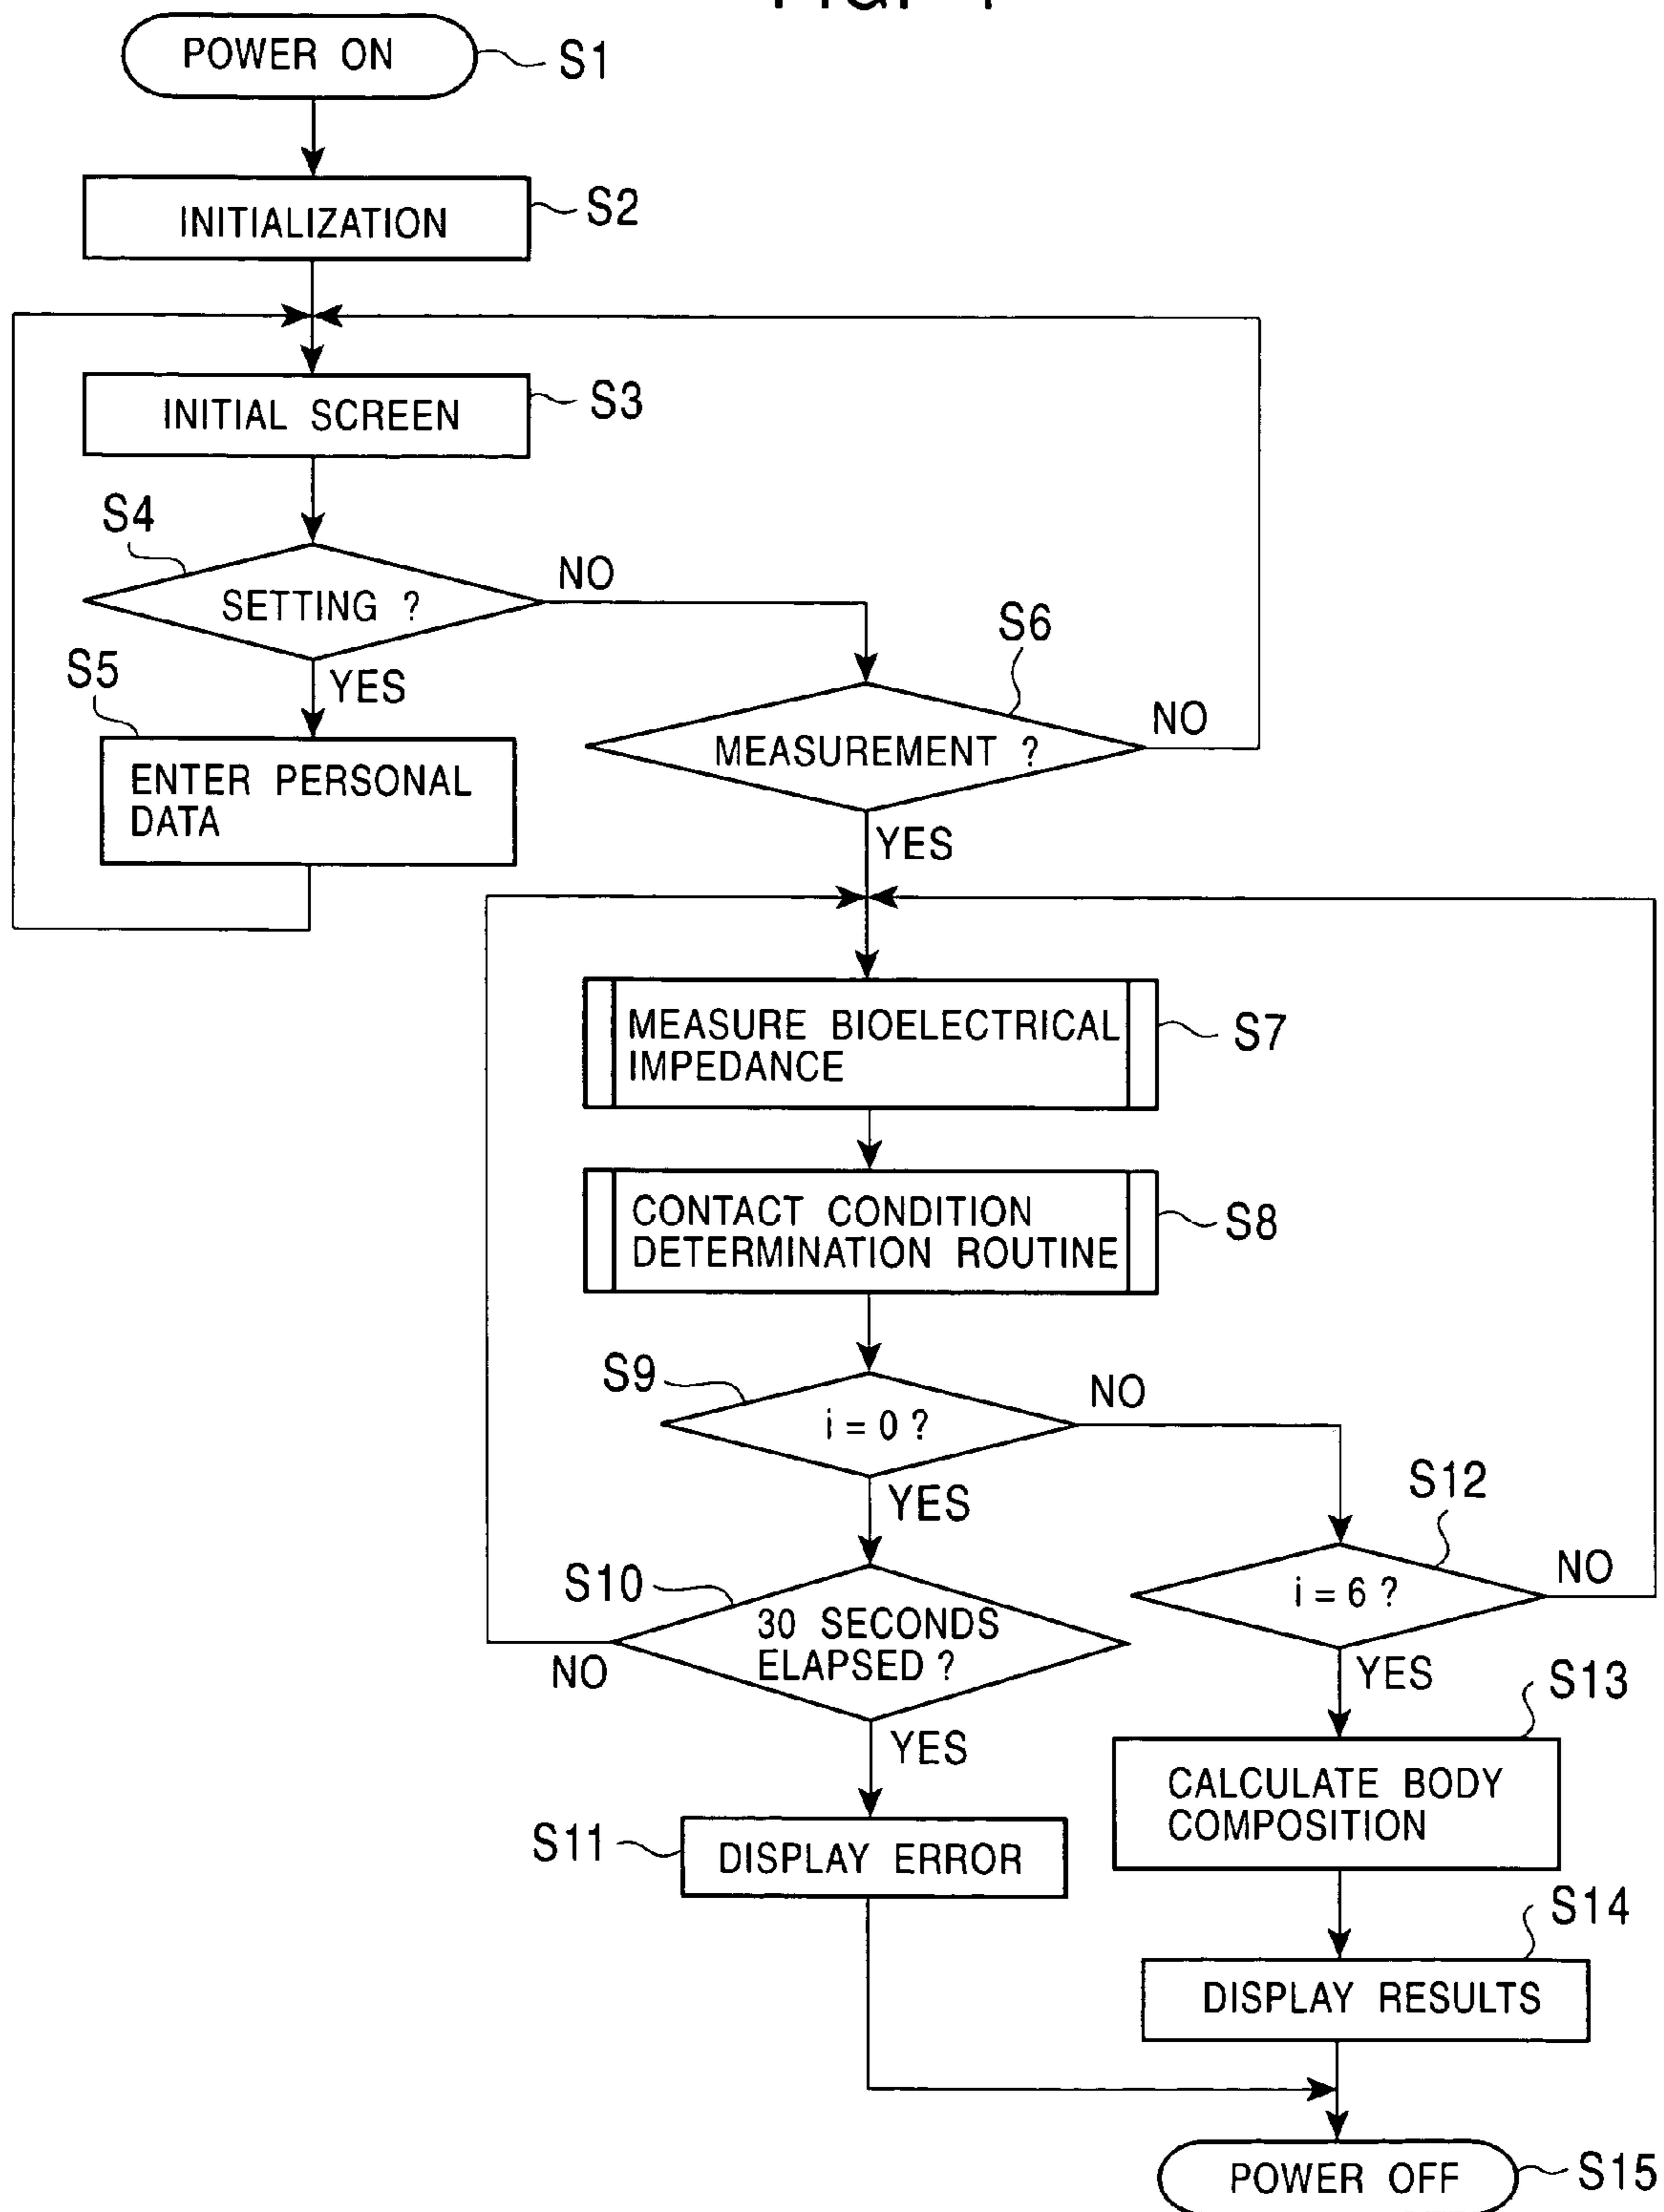 POWER ON
S1
INITIALIZATION
S2
INITIAL SCREEN
S3
S4
SETTING ?
NO
S5
YES
ENTER PERSONAL
DATA
S6
MEASUREMENT ?
NO
YES
MEASURE BIOELECTRICAL
IMPEDANCE
S7
CONTACT CONDITION
DETERMINATION ROUTINE
S8
S9
i = 0 ?
NO
YES
S10
30 SECONDS
ELAPSED ?
NO
YES
S11
DISPLAY ERROR
S12
i = 6 ?
NO
YES
S13
CALCULATE BODY
COMPOSITION
S14
DISPLAY RESULTS
POWER OFF
S15